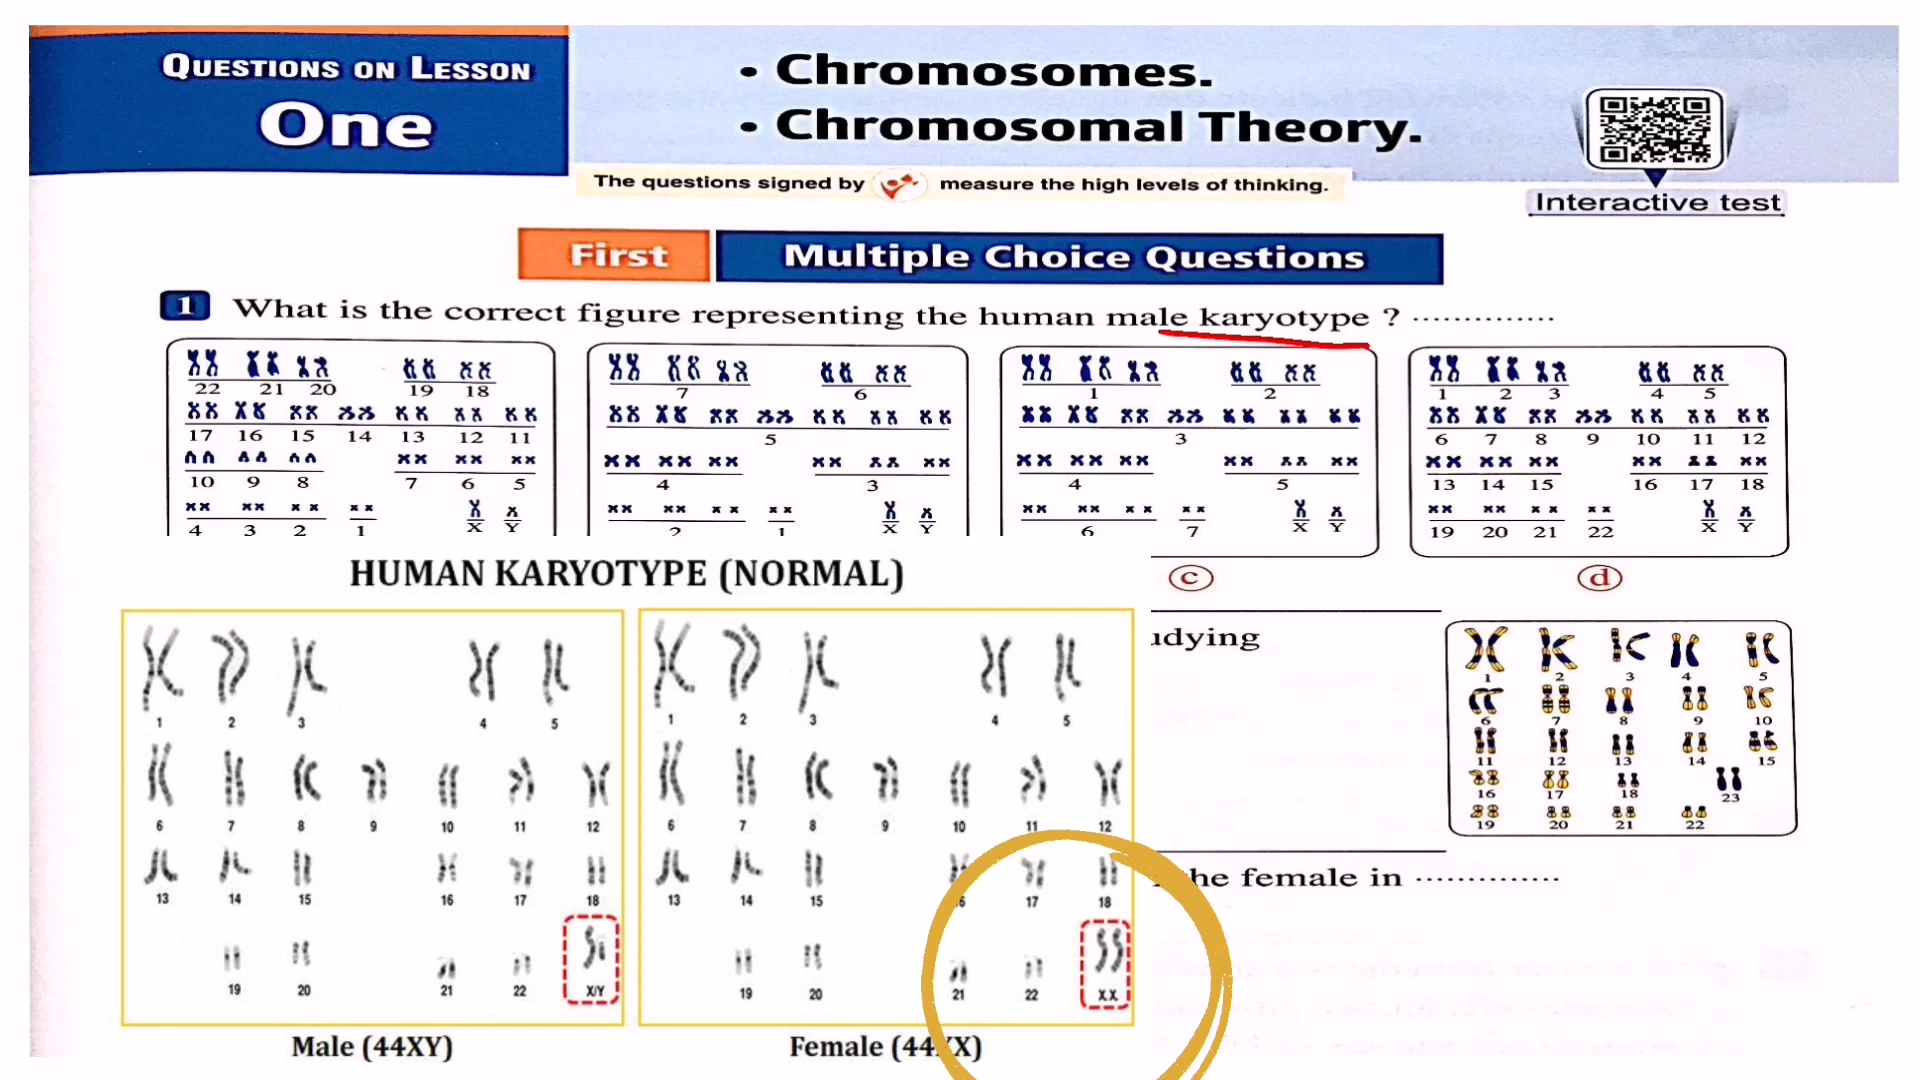 QUESTIONS ON LESSON
One
• Chromosomes.
• Chromosomal Theory.
The questions signed by measure the high levels of thinking.
Interactive test
First Multiple Choice Questions
1 What is the correct figure representing the human male karyotype ? ..............
22 21 20 19 18
17 16 15 14 13 12 11
10 9 8 7 6 5
4 3 2 1 X Y
7 6
5
4 3
2 1 X Y
1 2
3
4 5
6 7 X Y
1 2 3 4 5
6 7 8 9 10 11 12
13 14 15 16 17 18
19 20 21 22 X Y
c d
HUMAN KARYOTYPE (NORMAL)
1 2 3 4 5
6 7 8 9 10 11 12
13 14 15 16 17 18
19 20 21 22 X/Y
Male (44XY)
1 2 3 4 5
6 7 8 9 10 11 12
13 14 15 16 17 18
19 20 21 22 XX
Female (44XX)
udying
1 2 3 4 5
6 7 8 9 10
11 12 13 14 15
16 17 18 23
19 20 21 22
the female in ..............